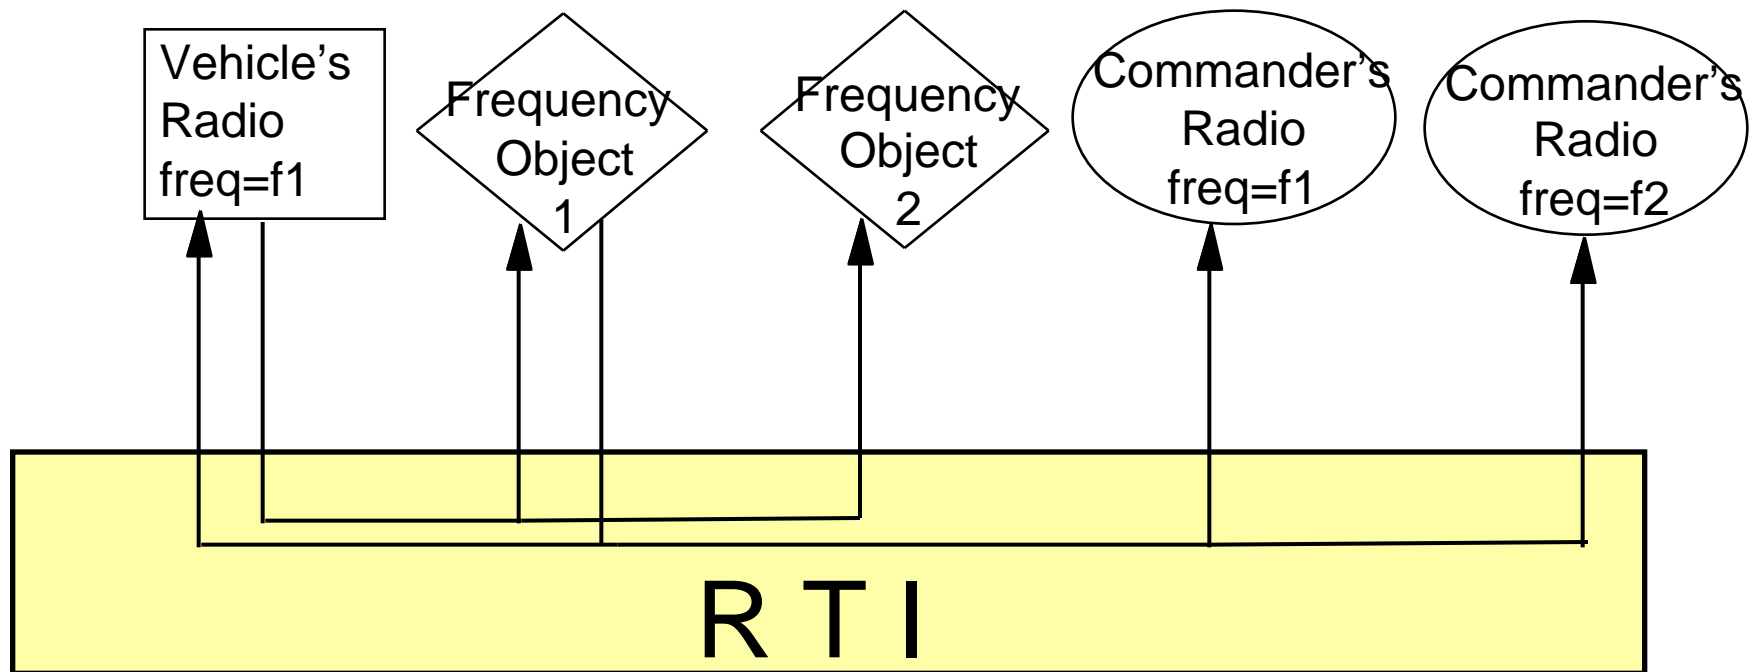 Vehicle’s
Radio
freq=f1
Frequency
Object
1
Frequency
Object
2
Commander’s
Radio
freq=f1
Commander’s
Radio
freq=f2
R T I